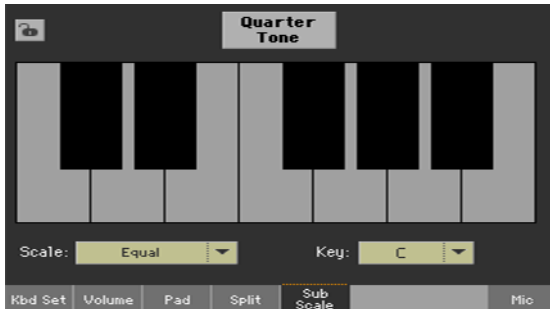 Quarter
Tone
Scale: Equal Key: C
Kbd Set Volume Pad Split Sub Scale Mic